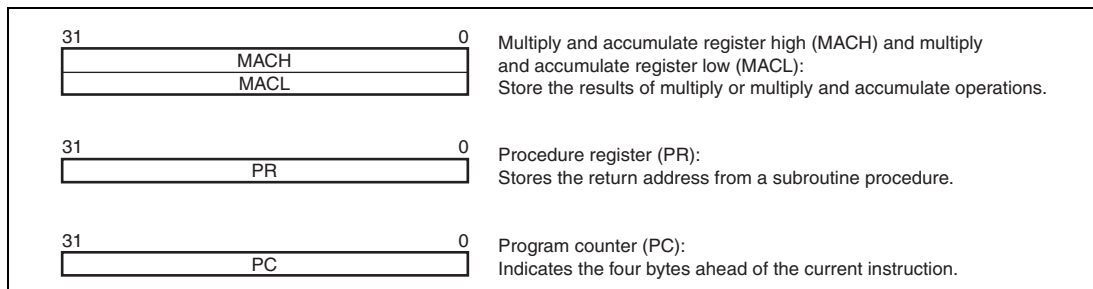 31 0
MACH
MACL
Multiply and accumulate register high (MACH) and multiply
and accumulate register low (MACL):
Store the results of multiply or multiply and accumulate operations.
31 0
PR
Procedure register (PR):
Stores the return address from a subroutine procedure.
31 0
PC
Program counter (PC):
Indicates the four bytes ahead of the current instruction.